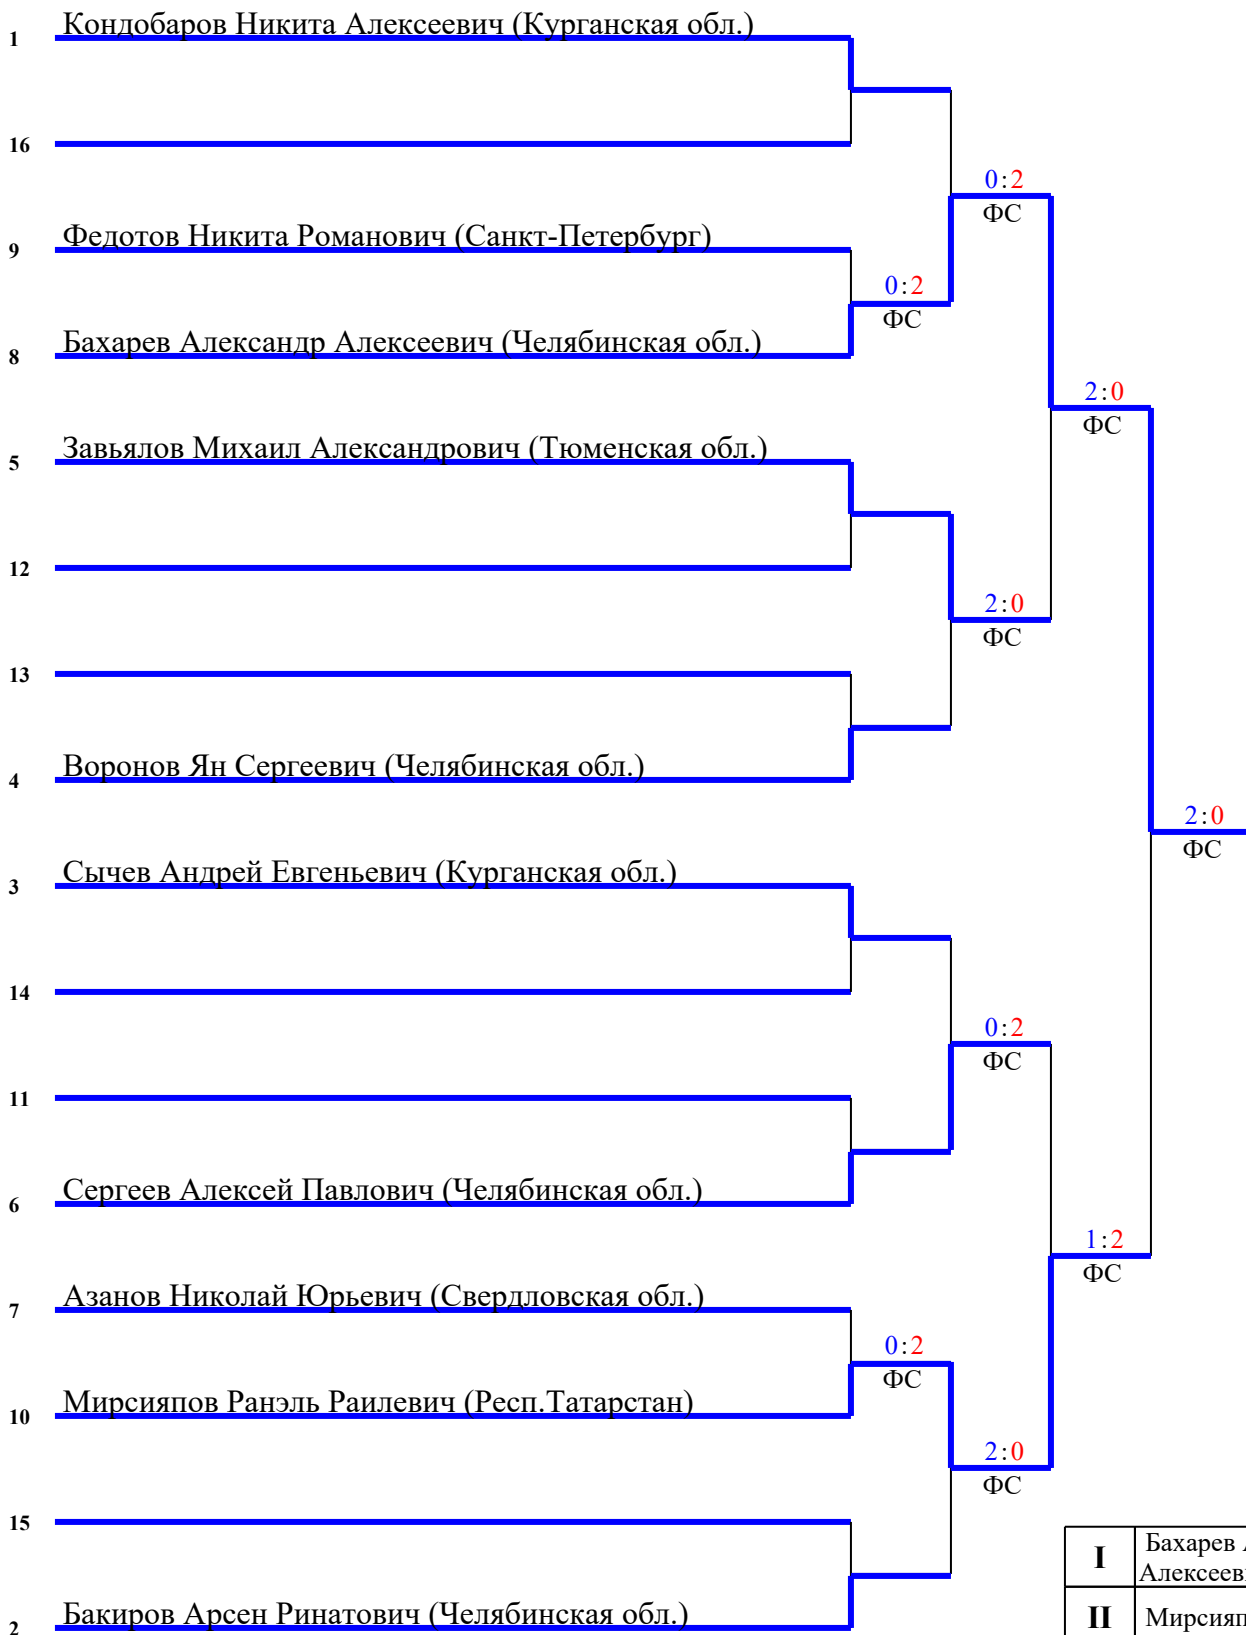 1 Кондобаров Никита Алексеевич (Курганская обл.)
16
0:2
ФС
9 Федотов Никита Романович (Санкт-Петербург)
0:2
ФС
8 Бахарев Александр Алексеевич (Челябинская обл.)
2:0
ФС
5 Завьялов Михаил Александрович (Тюменская обл.)
12
2:0
ФС
13
4 Воронов Ян Сергеевич (Челябинская обл.)
2:0
ФС
3 Сычев Андрей Евгеньевич (Курганская обл.)
14
0:2
ФС
11
6 Сергеев Алексей Павлович (Челябинская обл.)
1:2
ФС
7 Азанов Николай Юрьевич (Свердловская обл.)
0:2
ФС
10 Мирсияпов Ранэль Раилевич (Респ.Татарстан)
2:0
ФС
15
I Бахарев
2 Бакиров Арсен Ринатович (Челябинская обл.)
II